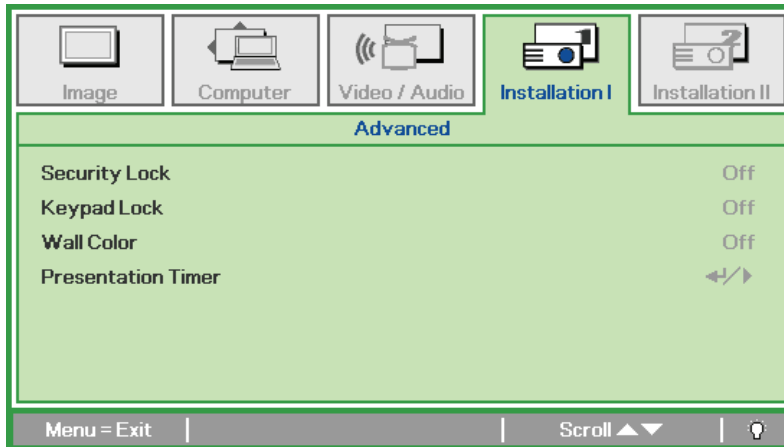 Image Computer Video / Audio Installation I Installation II
Advanced
Security Lock Off
Keypad Lock Off
Wall Color Off
Presentation Timer
Menu = Exit Scroll